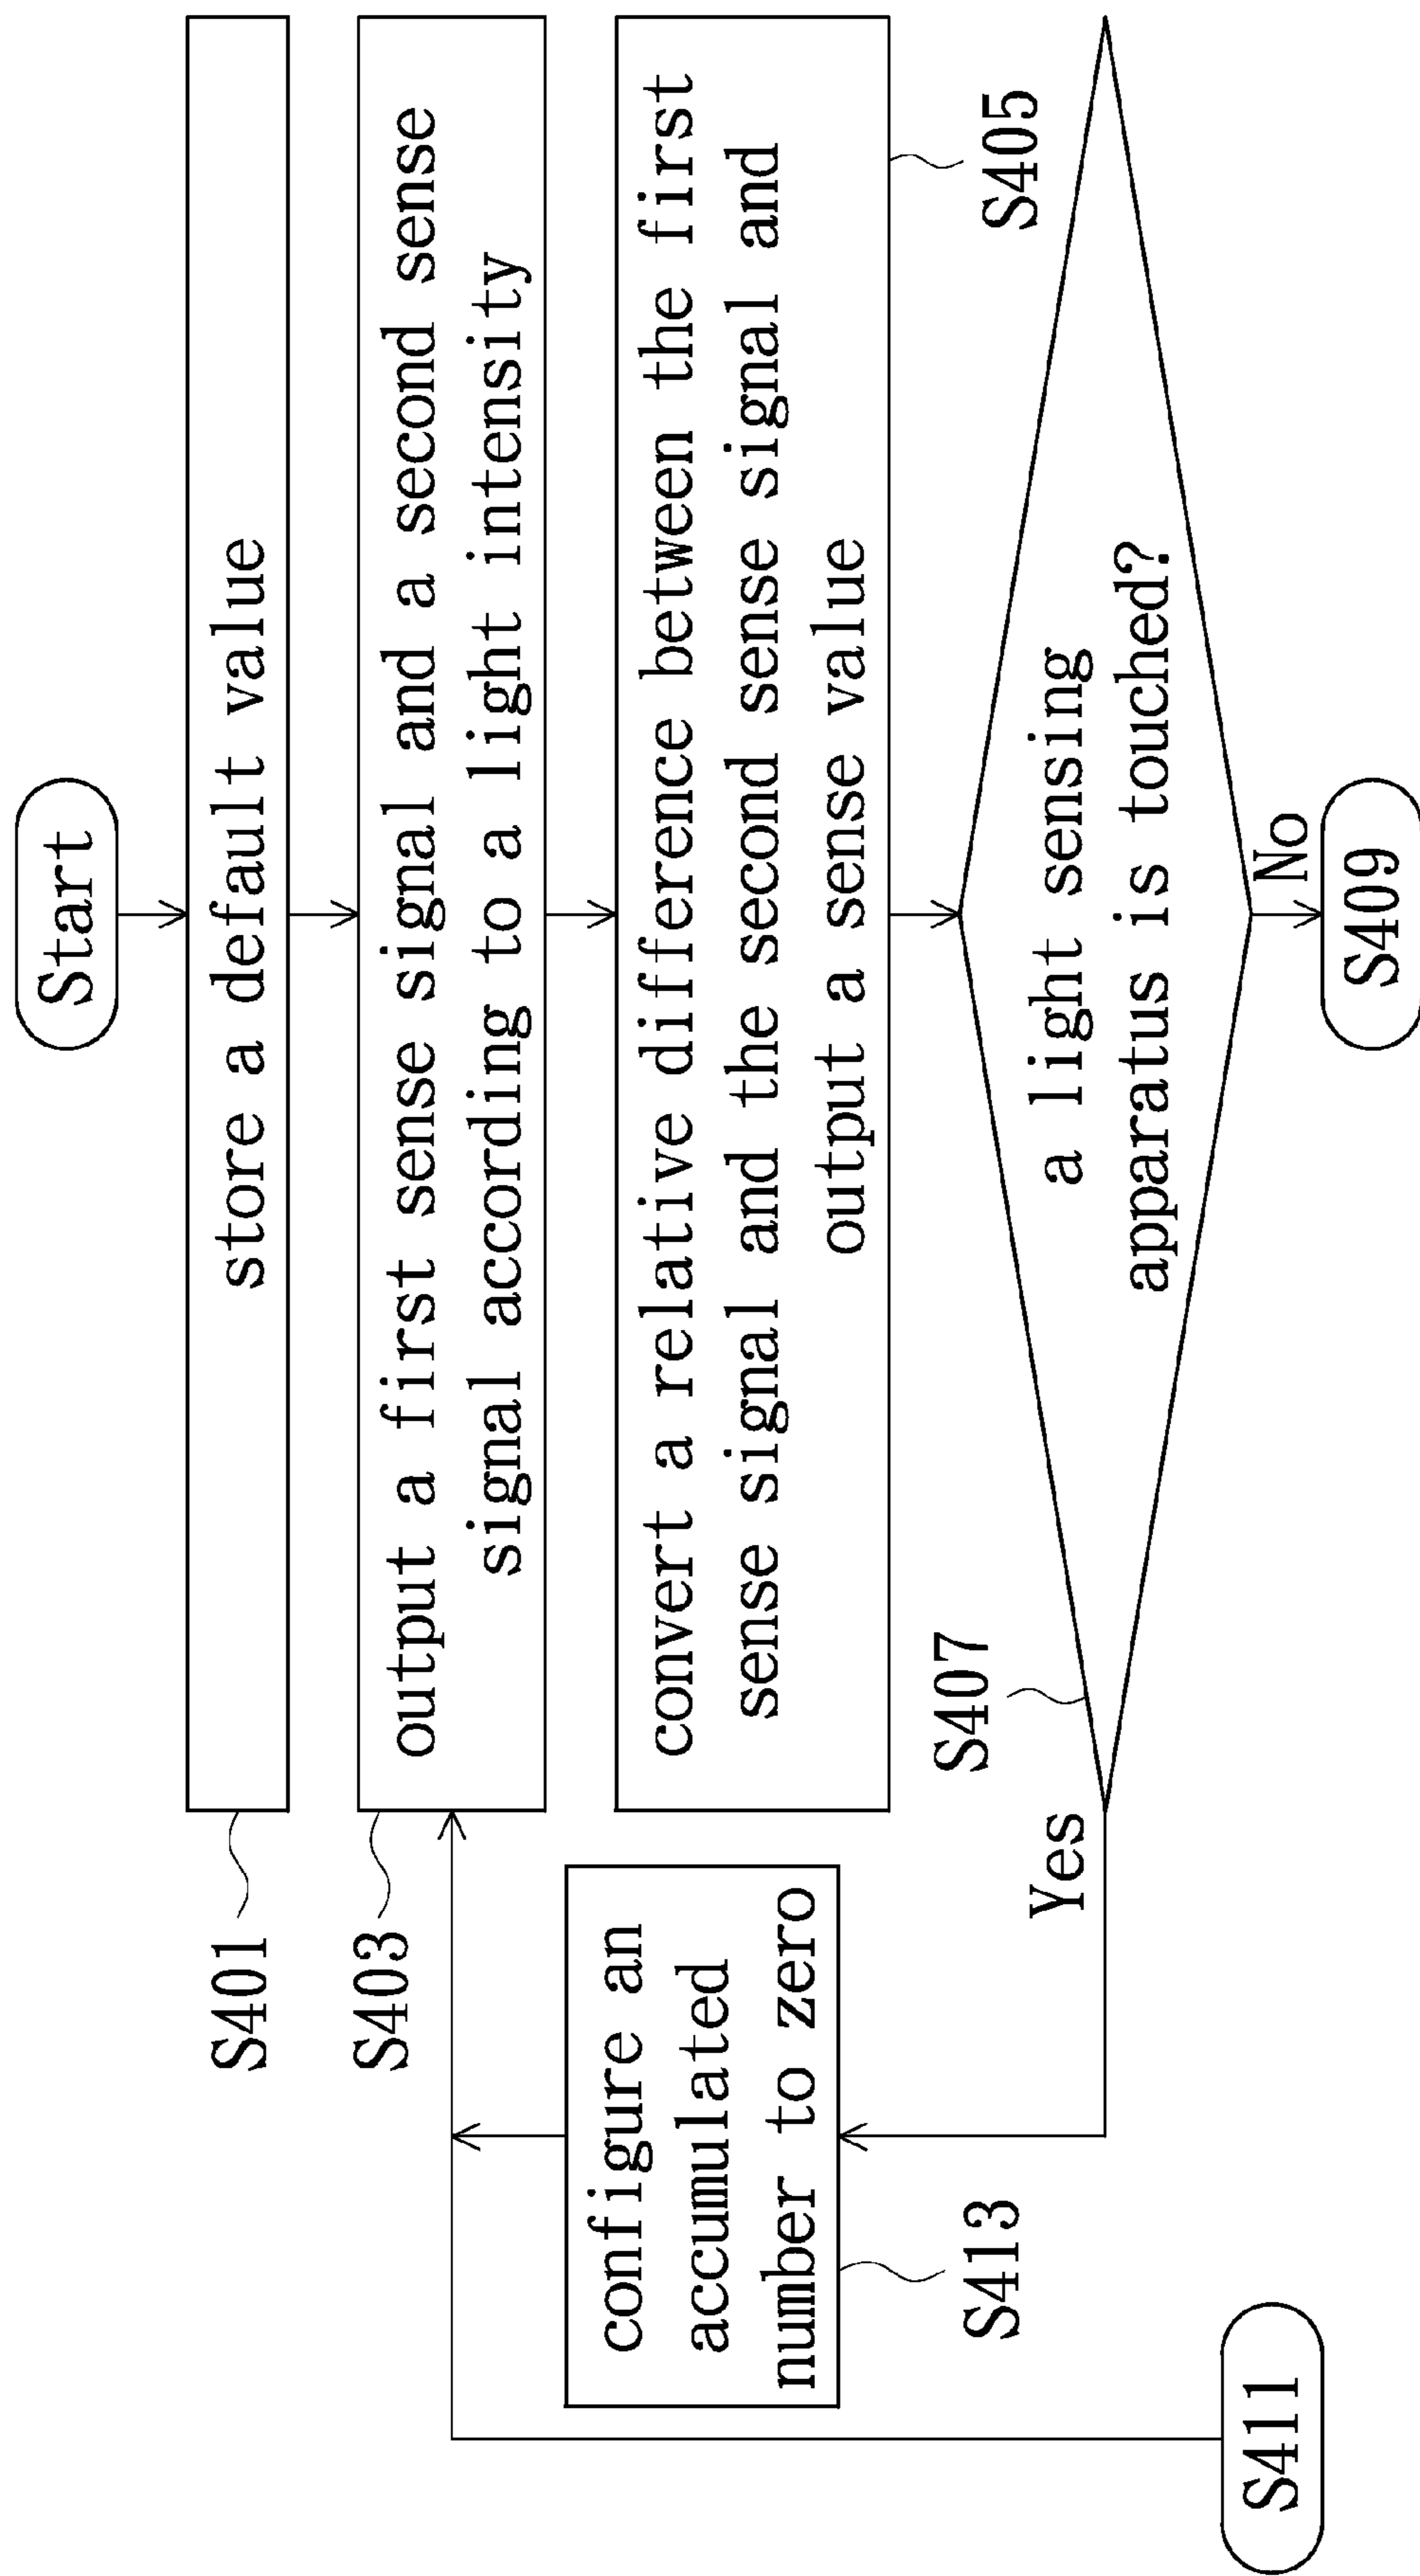 Start
store a default value
S401
output a first sense signal and a second sense
signal according to a light intensity
S403
convert a relative difference between the first
sense signal and the second sense signal and
output a sense value
S405
a light sensing
apparatus is touched?
S407
Yes
No
configure an
accumulated
number to zero
S413
S411
S409